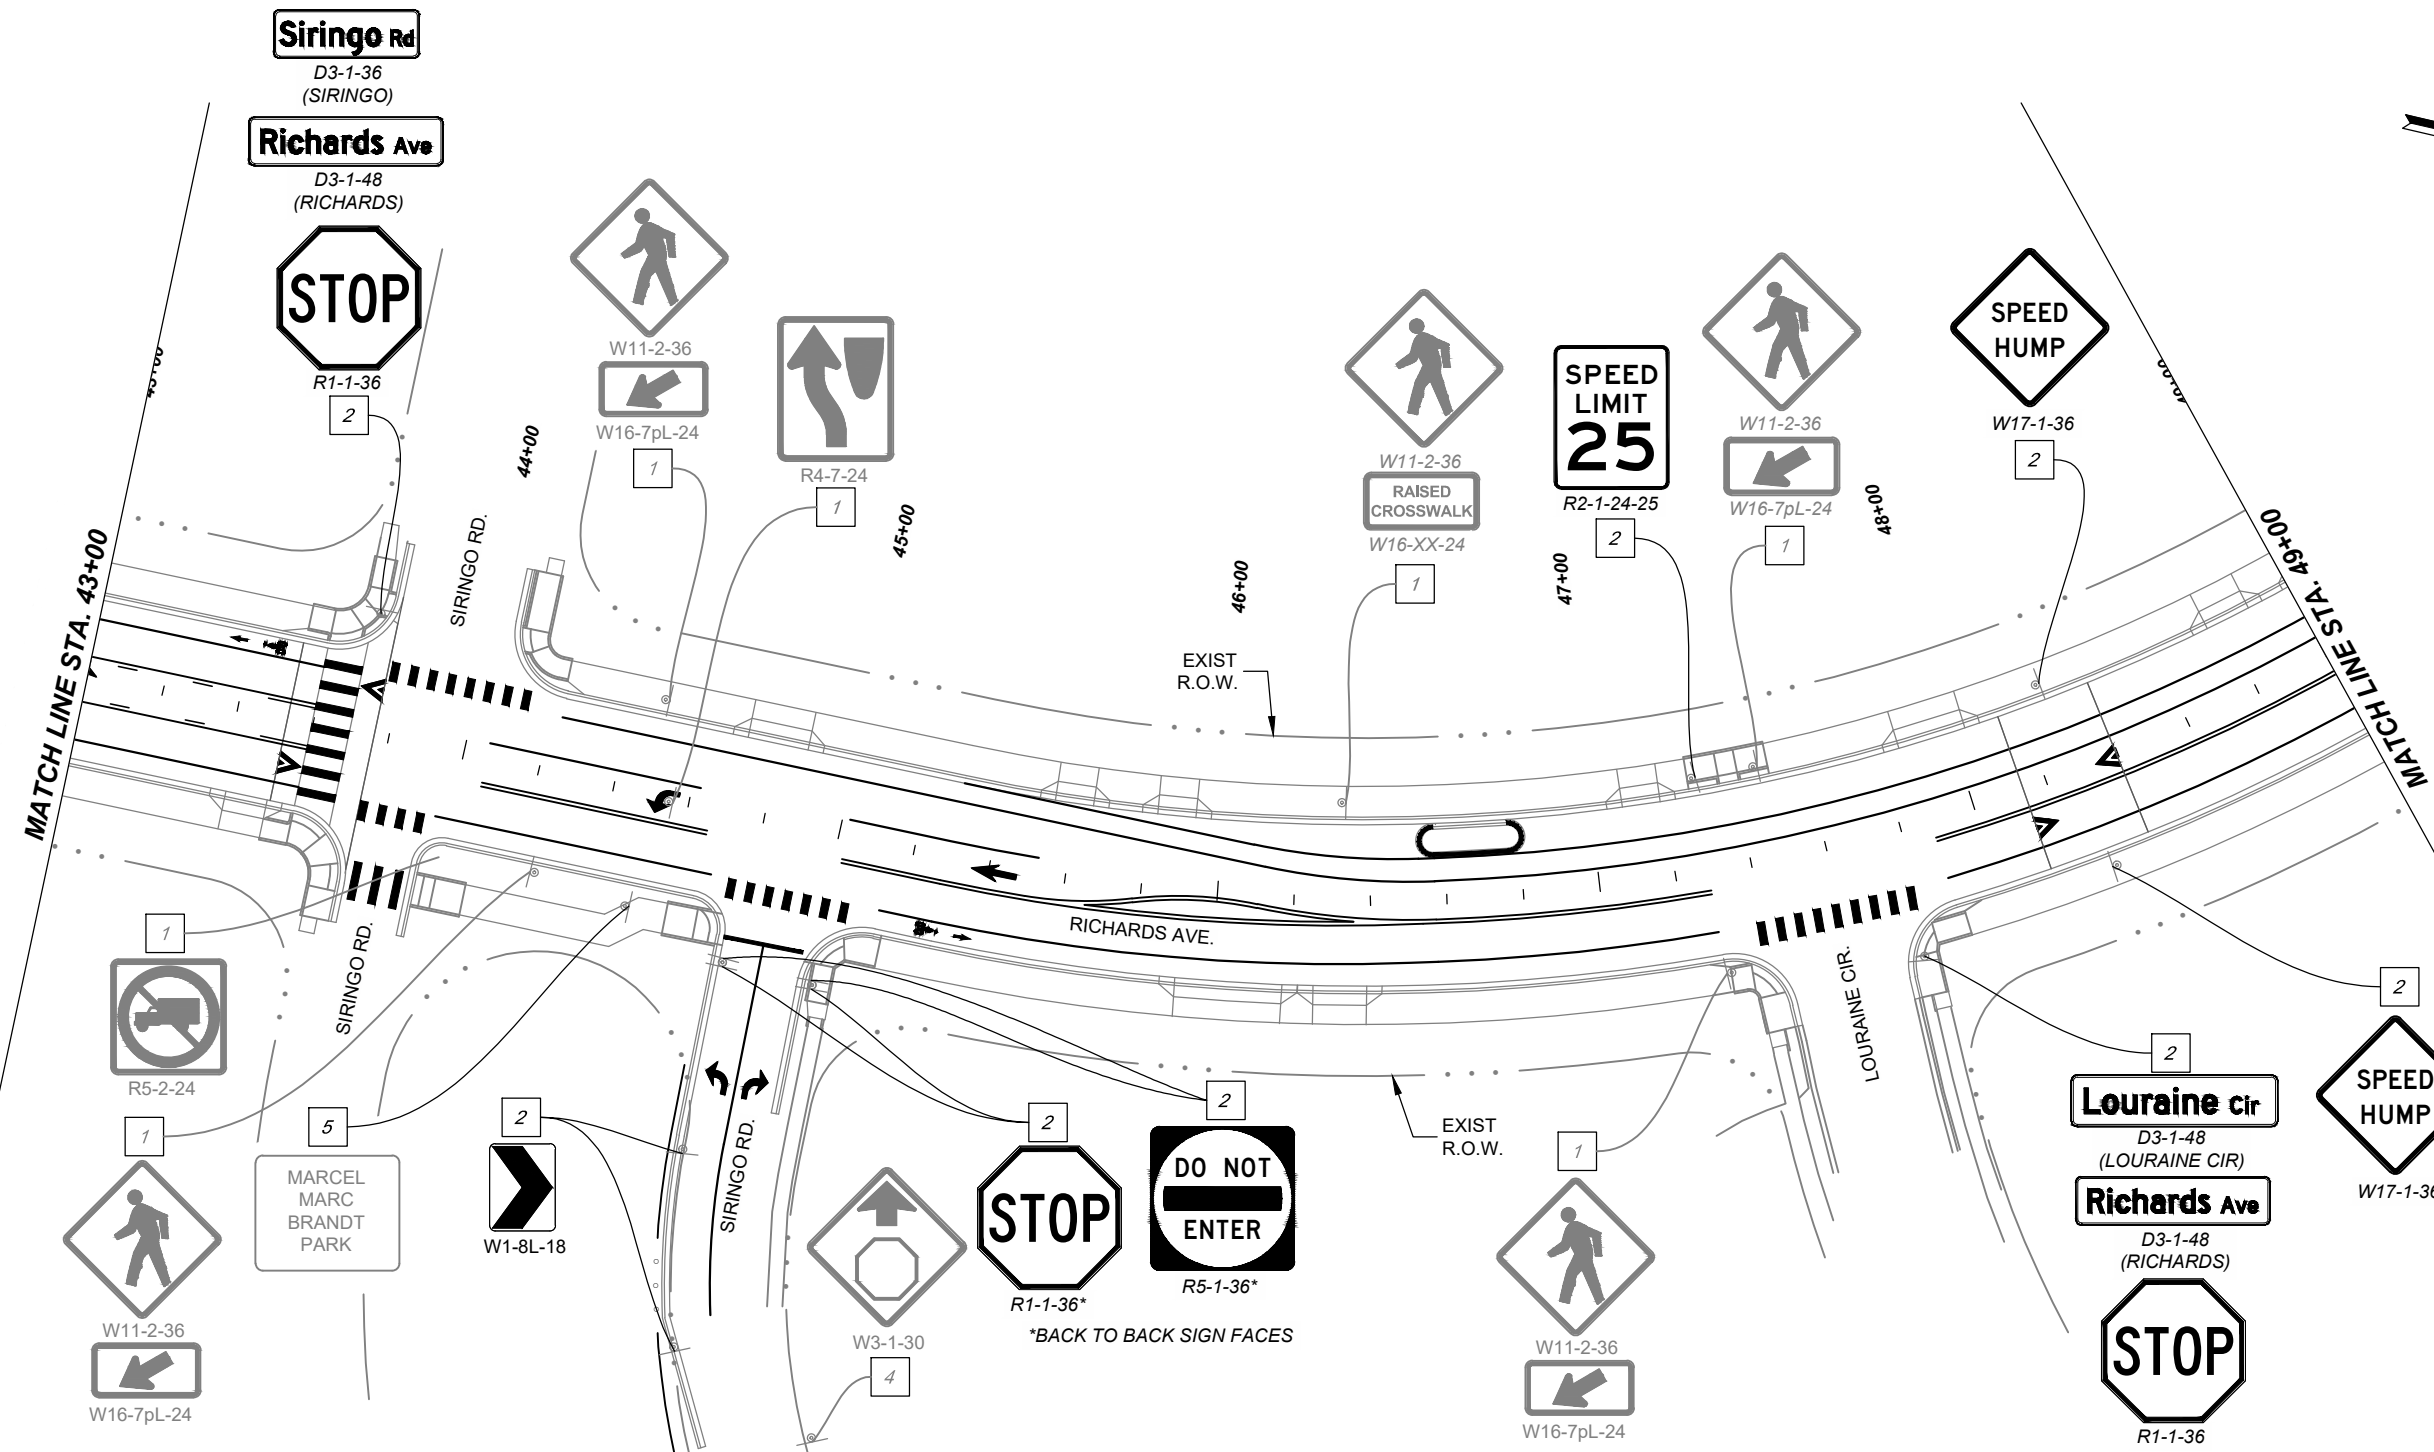 Siringo Rd
D3-1-36
(SIRINGO)
Richards Ave
D3-1-48
(RICHARDS)
STOP
R1-1-36
2
W11-2-36
W16-7pL-24
1
R4-7-24
1
W11-2-36
RAISED
CROSSWALK
W16-XX-24
1
SPEED
LIMIT
25
R2-1-24-25
2
W11-2-36
W16-7pL-24
1
SPEED
HUMP
W17-1-36
2
44+00
45+00
46+00
47+00
48+00
MATCH LINE STA. 43+00
MATCH LINE STA. 49+00
SIRINGO RD.
EXIST
R.O.W.
RICHARDS AVE.
SIRINGO RD.
LOURAINE CIR.
SIRINGO RD.
EXIST
R.O.W.
1
R5-2-24
1
W11-2-36
W16-7pL-24
5
MARCEL
MARC
BRANDT
PARK
2
W1-8L-18
W3-1-30
4
2
STOP
R1-1-36*
2
DO NOT
ENTER
R5-1-36*
*BACK TO BACK SIGN FACES
1
W11-2-36
W16-7pL-24
2
Louraine Cir
D3-1-48
(LOURAINE CIR)
Richards Ave
D3-1-48
(RICHARDS)
STOP
R1-1-36
2
SPEED
HUMP
W17-1-36